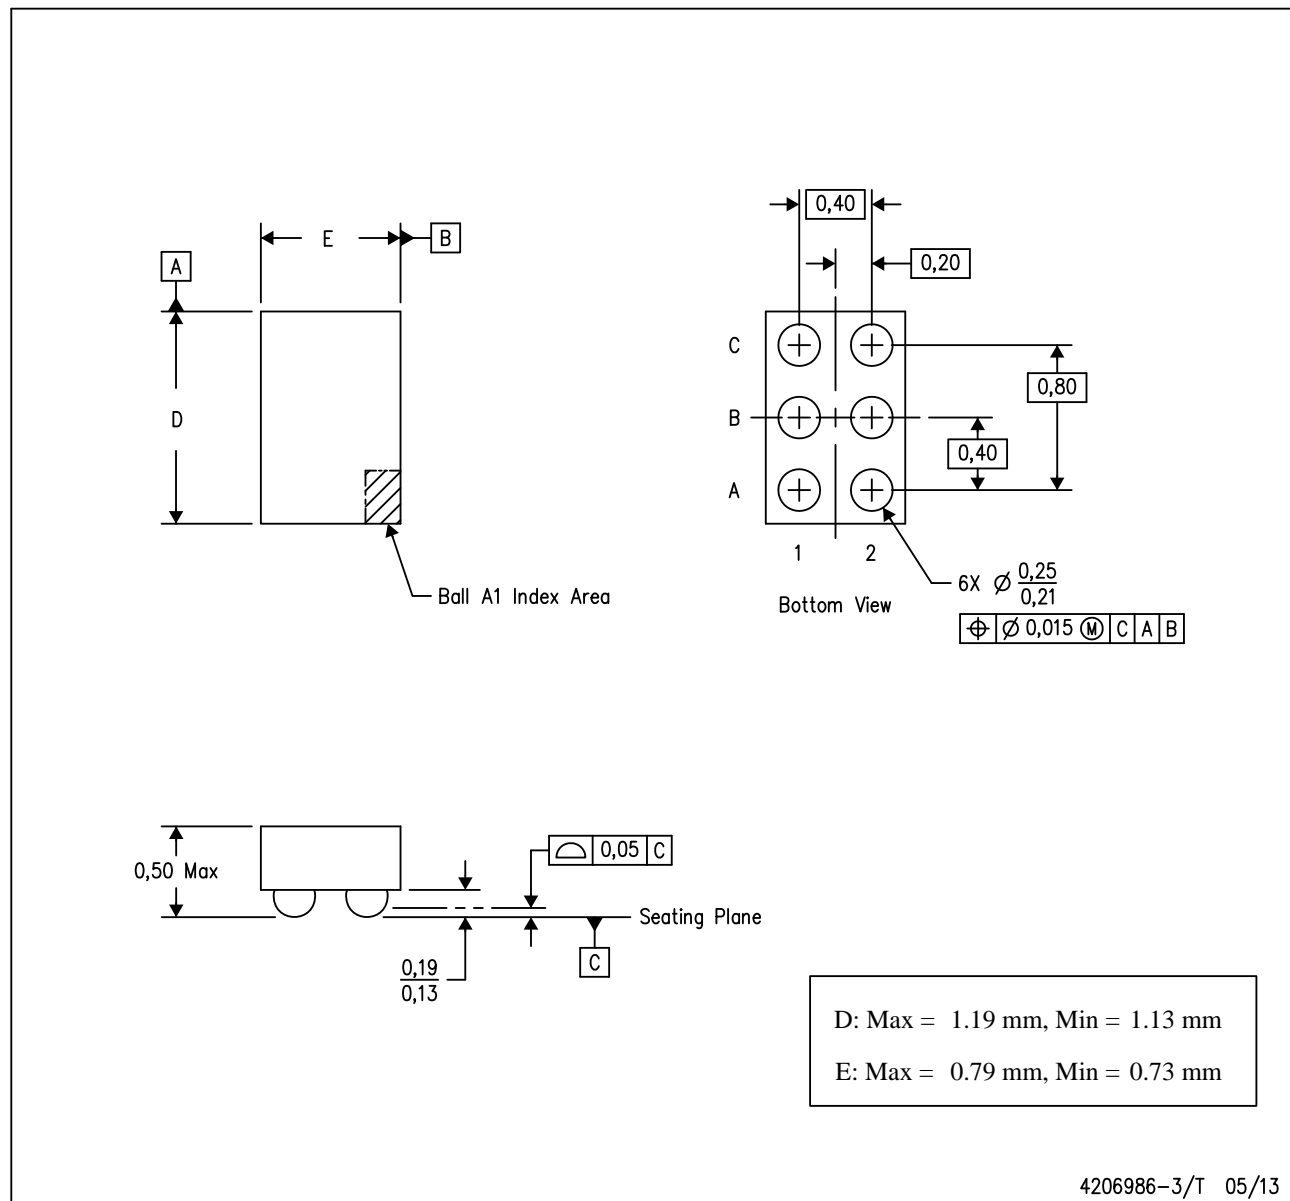 0,40
E
B
A
0,20
C
D
B
0,80
0,40
A
1
2
6X Ø 0,25
0,21
Ball A1 Index Area
Bottom View
⌖ Ø 0,015 Ⓜ C A B
0,50 Max
⌓ 0,05 C
Seating Plane
C
0,19
0,13
D: Max = 1.19 mm, Min = 1.13 mm
E: Max = 0.79 mm, Min = 0.73 mm
4206986-3/T 05/13